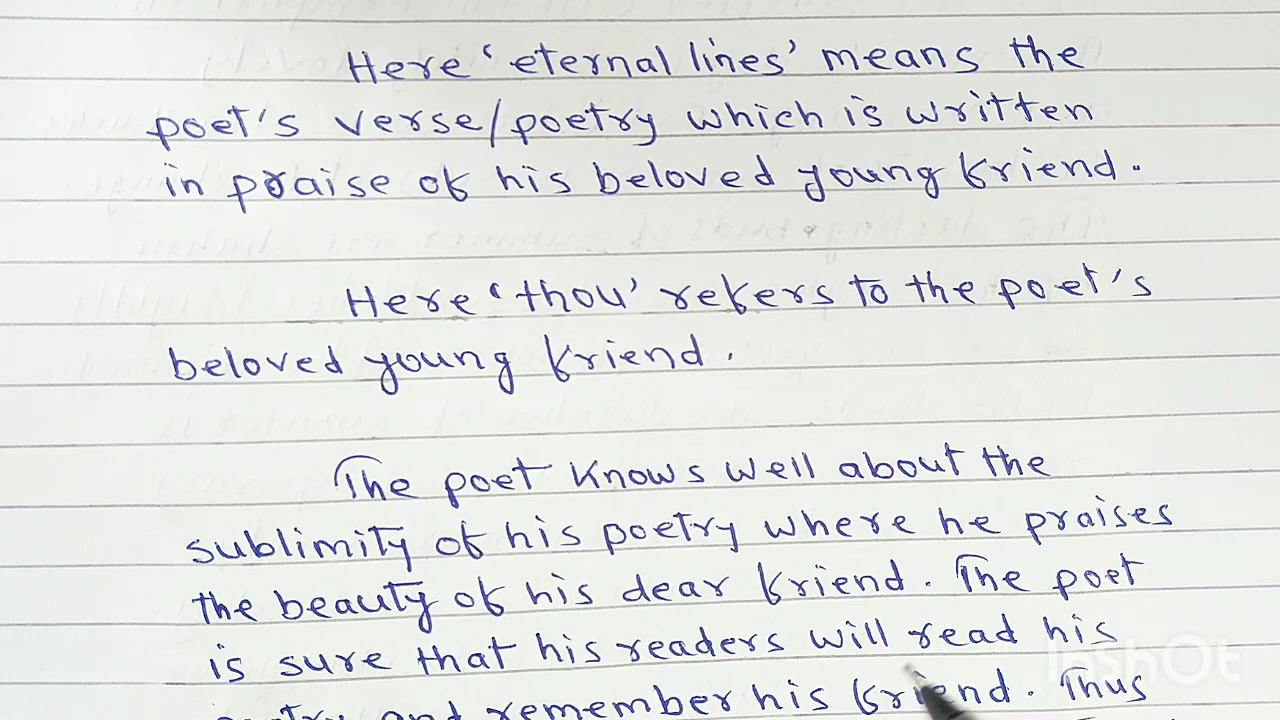 Here 'eternal lines' means the
poet's verse/poetry which is written
in praise of his beloved young friend.
Here 'thou' refers to the poet's
beloved young friend.
The poet knows well about the
sublimity of his poetry where he praises
the beauty of his dear friend. The poet
is sure that his readers will read his
poetry and remember his friend. Thus
InShOt